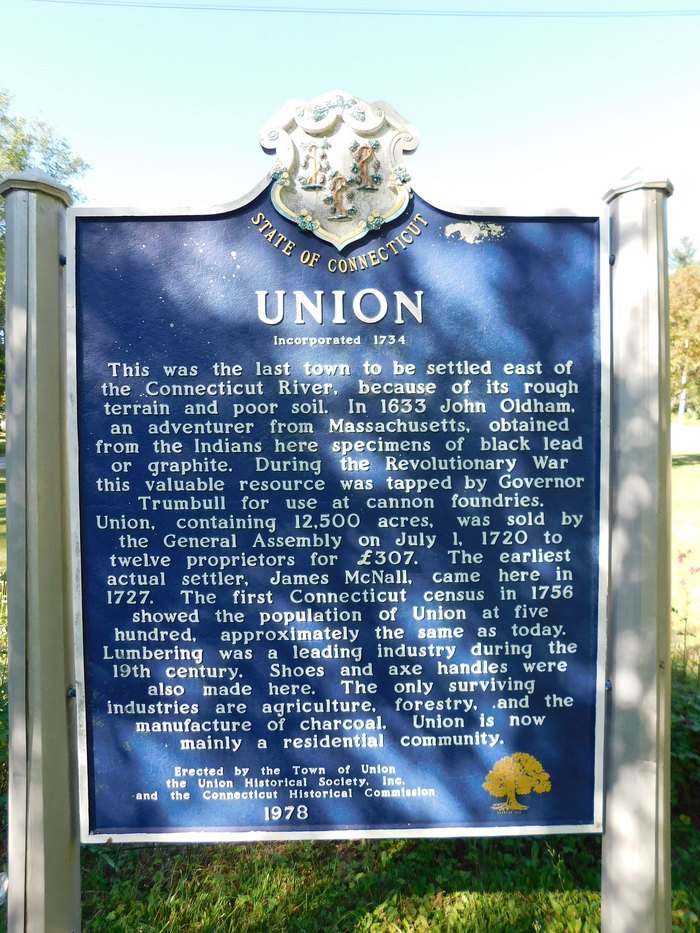 STATE OF CONNECTICUT
UNION
Incorporated 1734
This was the last town to be settled east of
the Connecticut River, because of its rough
terrain and poor soil. In 1633 John Oldham,
an adventurer from Massachusetts, obtained
from the Indians here specimens of black lead
or graphite. During the Revolutionary War
this valuable resource was tapped by Governor
Trumbull for use at cannon foundries.
Union, containing 12,500 acres, was sold by
the General Assembly on July 1, 1720 to
twelve proprietors for £307. The earliest
actual settler, James McNall, came here in
1727. The first Connecticut census in 1756
showed the population of Union at five
hundred, approximately the same as today.
Lumbering was a leading industry during the
19th century. Shoes and axe handles were
also made here. The only surviving
industries are agriculture, forestry, and the
manufacture of charcoal. Union is now
mainly a residential community.
Erected by the Town of Union
the Union Historical Society, Inc.
and the Connecticut Historical Commission
1978